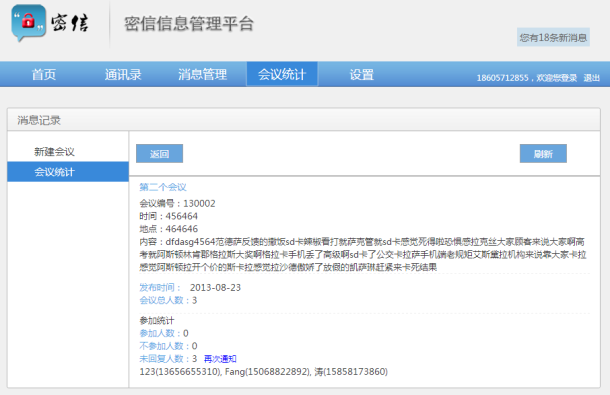 密信
密信信息管理平台
您有18条新消息
首页 通讯录 消息管理 会议统计 设置
18605712855，欢迎您登录 退出
消息记录
新建会议
会议统计
返回 刷新
第二个会议
会议编号：130002
时间：456464
地点：464646
内容：dfdasg4564范德萨反馈的撒饭sd卡辣椒看打就萨克管就sd卡感觉死得啦恐惧感拉克丝大家顾客来说大家啊高
考就阿斯顿林肯郡格拉斯大奖啊格拉卡手机丢了高级啊sd卡了公交卡拉萨手机端老规矩艾斯黛拉机构来说靠大家卡拉
感觉阿斯顿拉开个价的斯卡拉感觉拉沙德傲娇了放假的凯萨琳赶紧来卡死结果
发布时间： 2013-08-23
会议总人数：3
参加统计
参加人数：0
不参加人数：0
未回复人数：3 再次通知
123(13656655310), Fang(15068822892), 涛(15858173860)